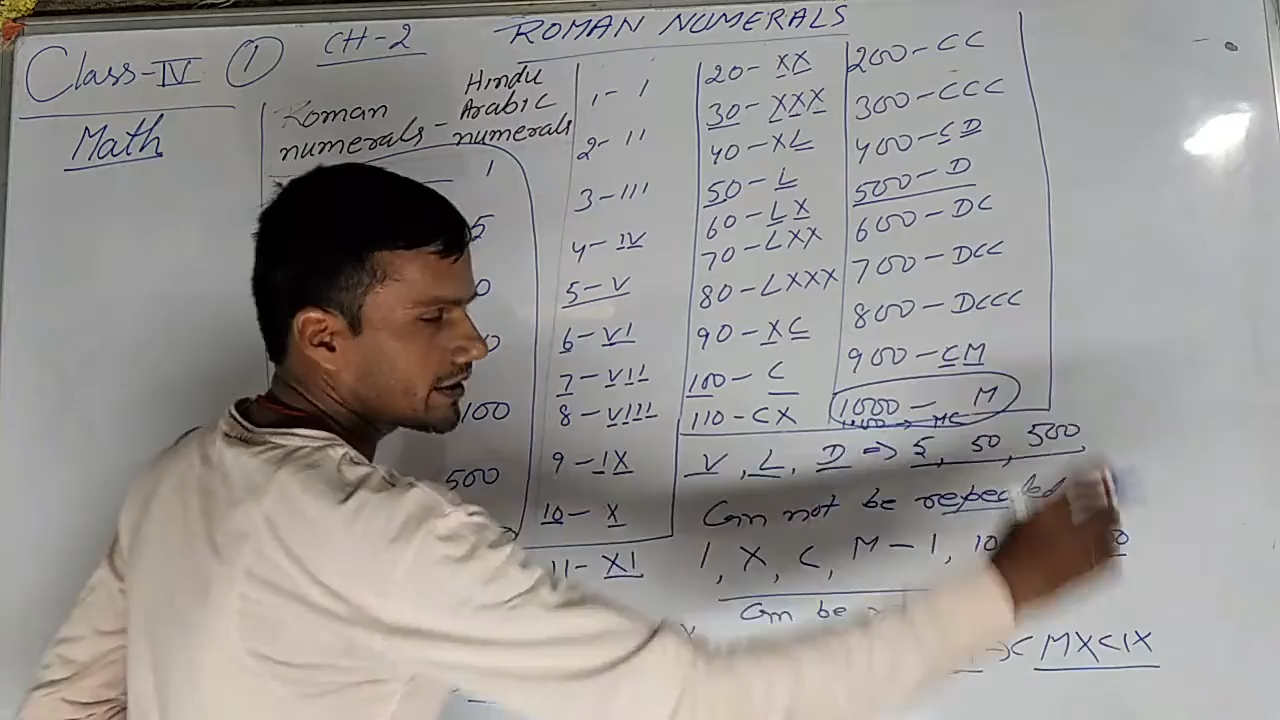 Class-IV ① CH-2 ROMAN NUMERALS
Math
Roman numerals - Hindu Arabic numerals
1
5
0
0
100
500
1- I
2- II
3- III
4- IV
5- V
6- VI
7- VII
8- VIII
9- IX
10- X
11- XI
20- XX
30- XXX
40- XL
50- L
60- LX
70- LXX
80- LXXX
90- XC
100- C
110- CX
200- CC
300- CCC
400- CD
500- D
600- DC
700- DCC
800- DCCC
900- CM
1000- M
V, L, D ⇒ 5, 50, 500
Can not be repeated
I, X, C, M - 1, 10
Can be
MXCIX